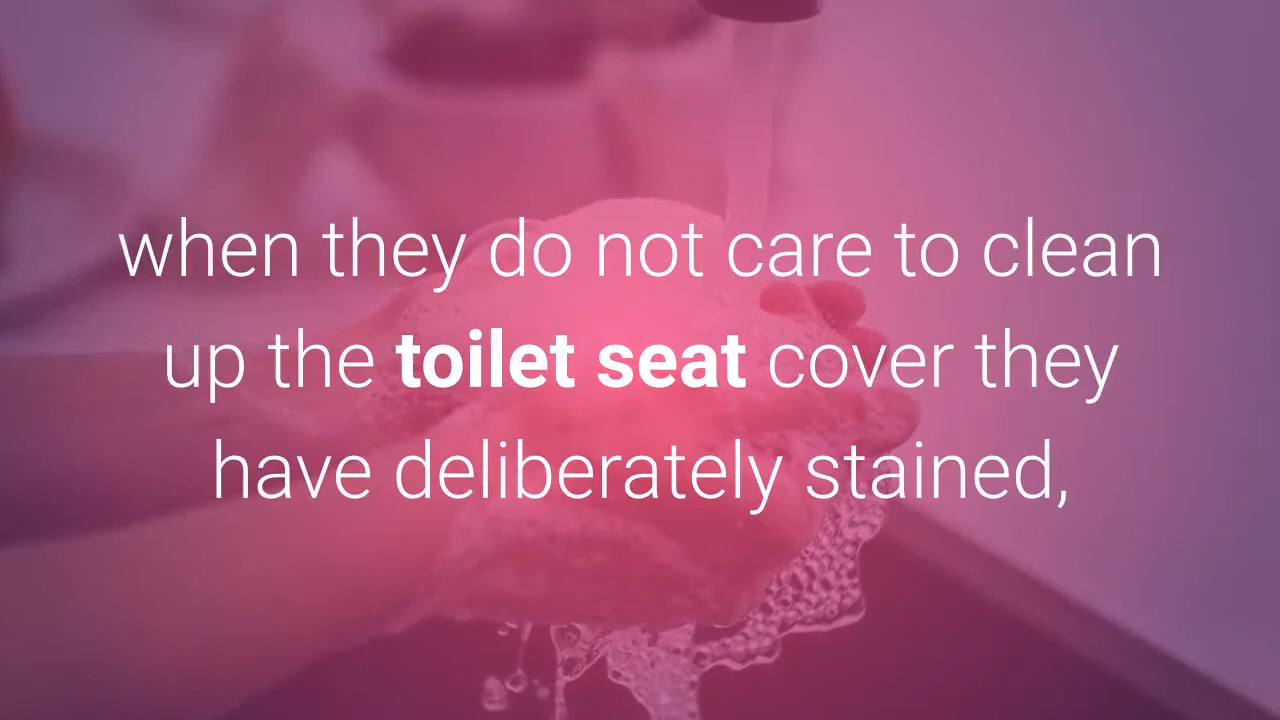 when they do not care to clean
up the toilet seat cover they
have deliberately stained,